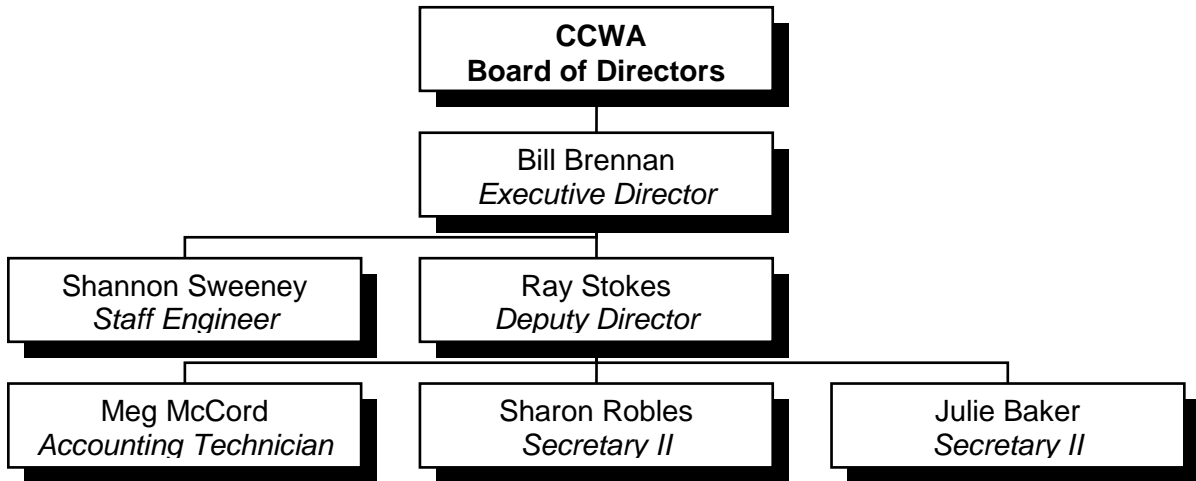 CCWA
Board of Directors
Bill Brennan
Executive Director
Shannon Sweeney
Staff Engineer
Ray Stokes
Deputy Director
Meg McCord
Accounting Technician
Sharon Robles
Secretary II
Julie Baker
Secretary II